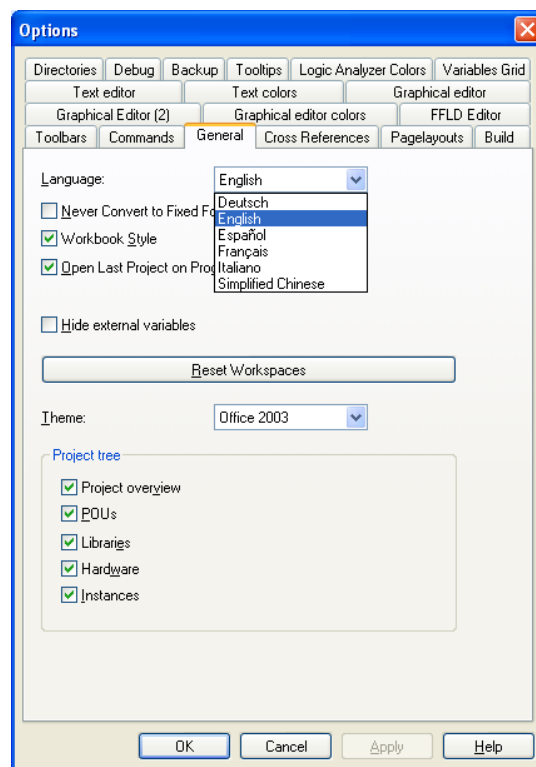 Options
Directories Debug Backup Tooltips Logic Analyzer Colors Variables Grid
Text editor Text colors Graphical editor
Graphical Editor (2) Graphical editor colors FFLD Editor
Toolbars Commands General Cross References Pagelayouts Build
Language: English
Deutsch
Never Convert to Fixed Fo
English
Workbook Style
Español
Français
Open Last Project on Prog
Italiano
Simplified Chinese
Hide external variables
Reset Workspaces
Theme: Office 2003
Project tree
Project overview
POUs
Libraries
Hardware
Instances
OK Cancel Apply Help